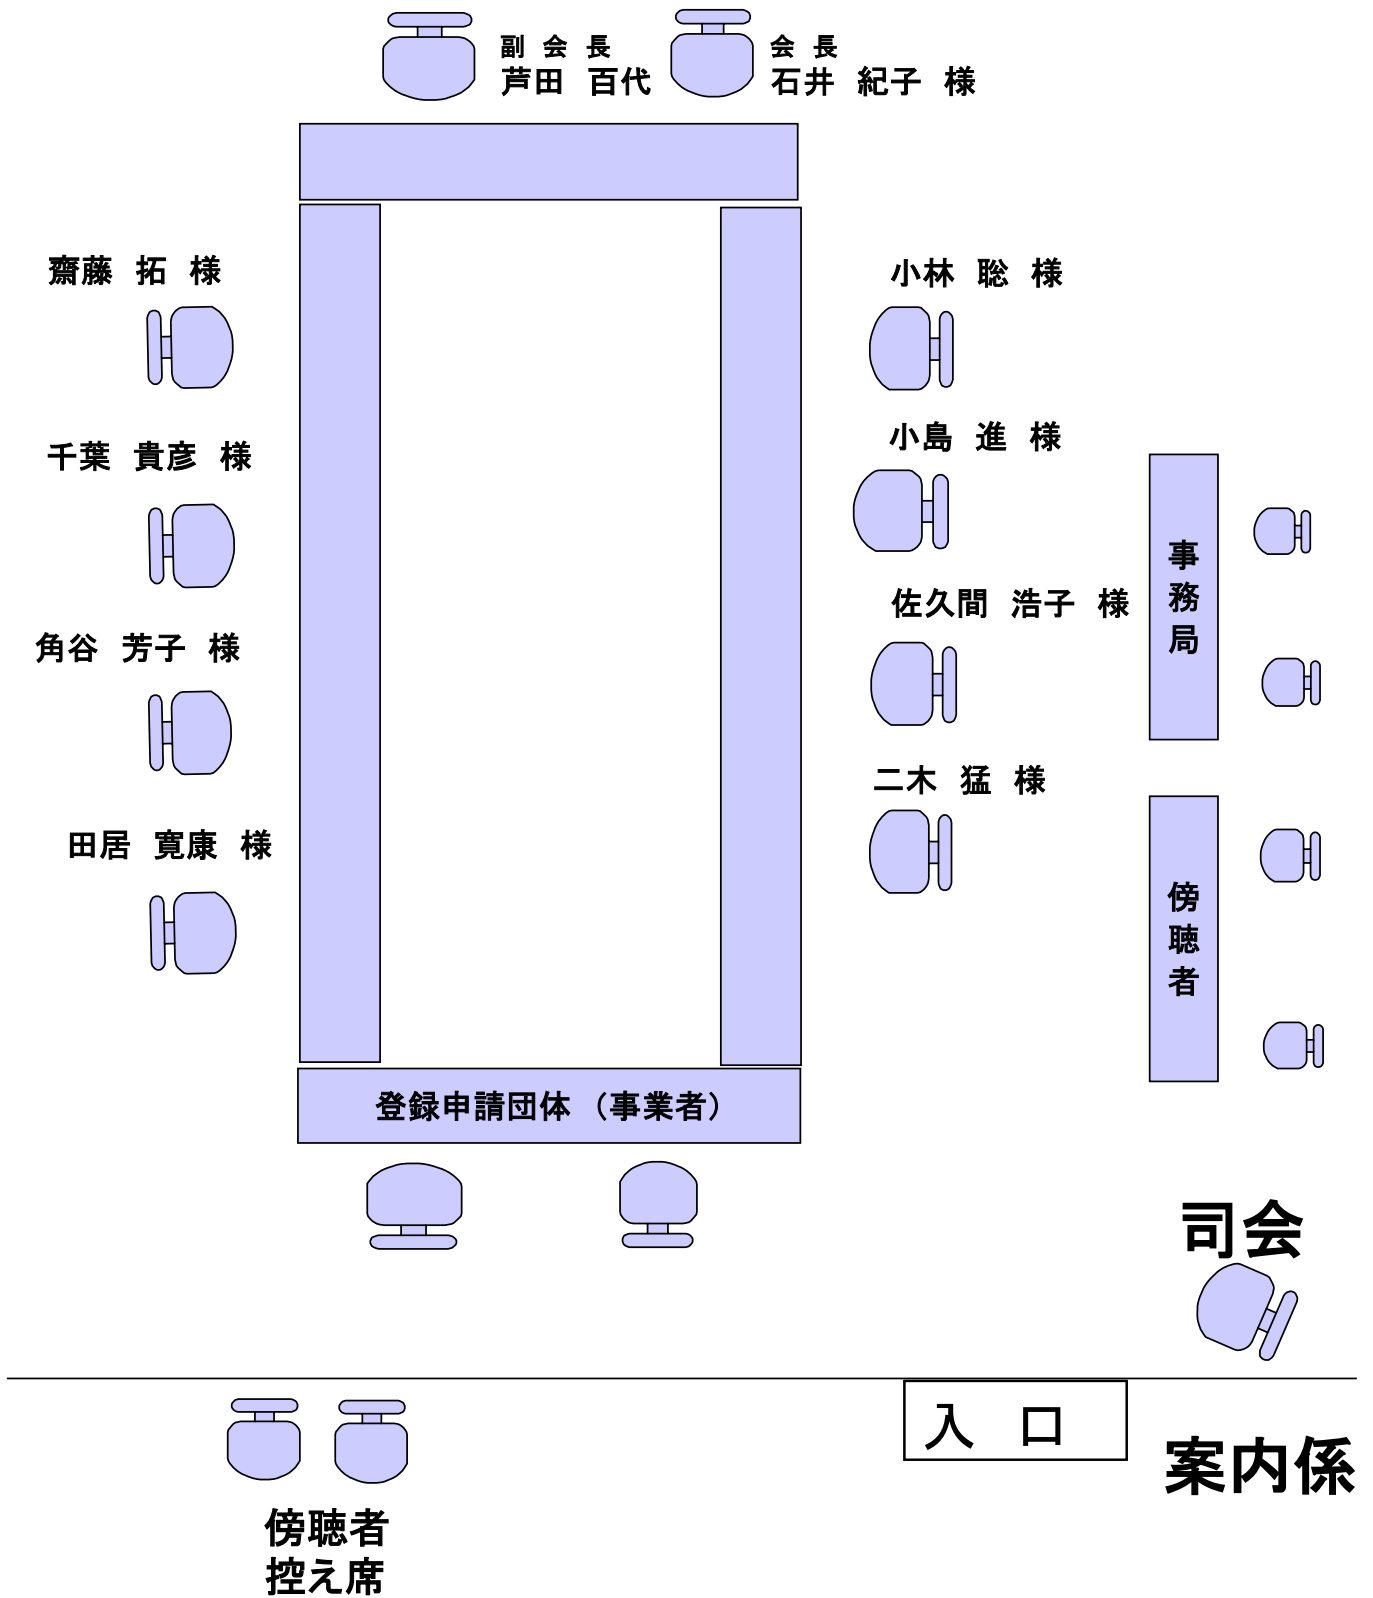 副 会 長
芦田 百代
会 長
石井 紀子 様
齋藤 拓 様
千葉 貴彦 様
角谷 芳子 様
田居 寛康 様
小林 聡 様
小島 進 様
佐久間 浩子 様
二木 猛 様
事務局
傍聴者
登録申請団体（事業者）
司会
入 口
案内係
傍聴者
控え席